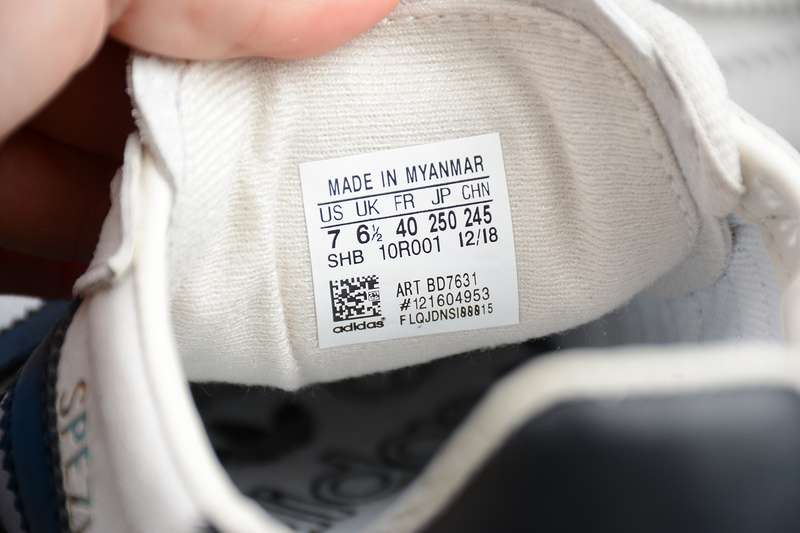 MADE IN MYANMAR
US UK FR JP CHN
7 6½ 40 250 245
SHB 10R001 12/18
ART BD7631
#121604953
adidas
SPEZ